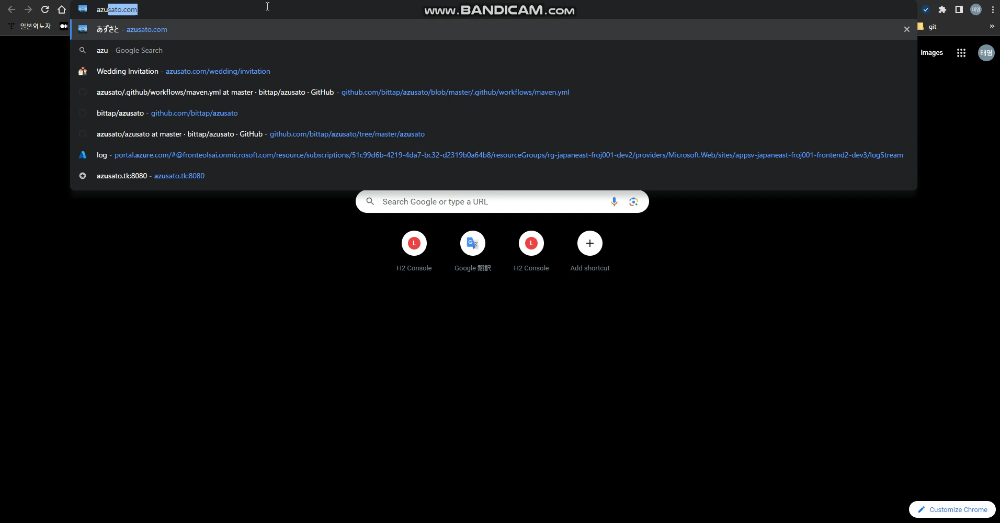 azusato.com
www.BANDICAM.com
태영
일본외노자
git
»
あずさと - azusato.com
azu - Google Search
Images
태영
Wedding Invitation - azusato.com/wedding/invitation
azusato/.github/workflows/maven.yml at master · bittap/azusato · GitHub - github.com/bittap/azusato/blob/master/.github/workflows/maven.yml
bittap/azusato - github.com/bittap/azusato
azusato/azusato at master · bittap/azusato · GitHub - github.com/bittap/azusato/tree/master/azusato
log - portal.azure.com/#@fronteolsai.onmicrosoft.com/resource/subscriptions/51c99d6b-4219-4da7-bc32-d2319b0a64b8/resourceGroups/rg-japaneast-froj001-dev2/providers/Microsoft.Web/sites/appsv-japaneast-froj001-frontend2-dev3/logStream
azusato.tk:8080 - azusato.tk:8080
Search Google or type a URL
L
L
H2 Console
Google 翻訳
H2 Console
Add shortcut
Customize Chrome